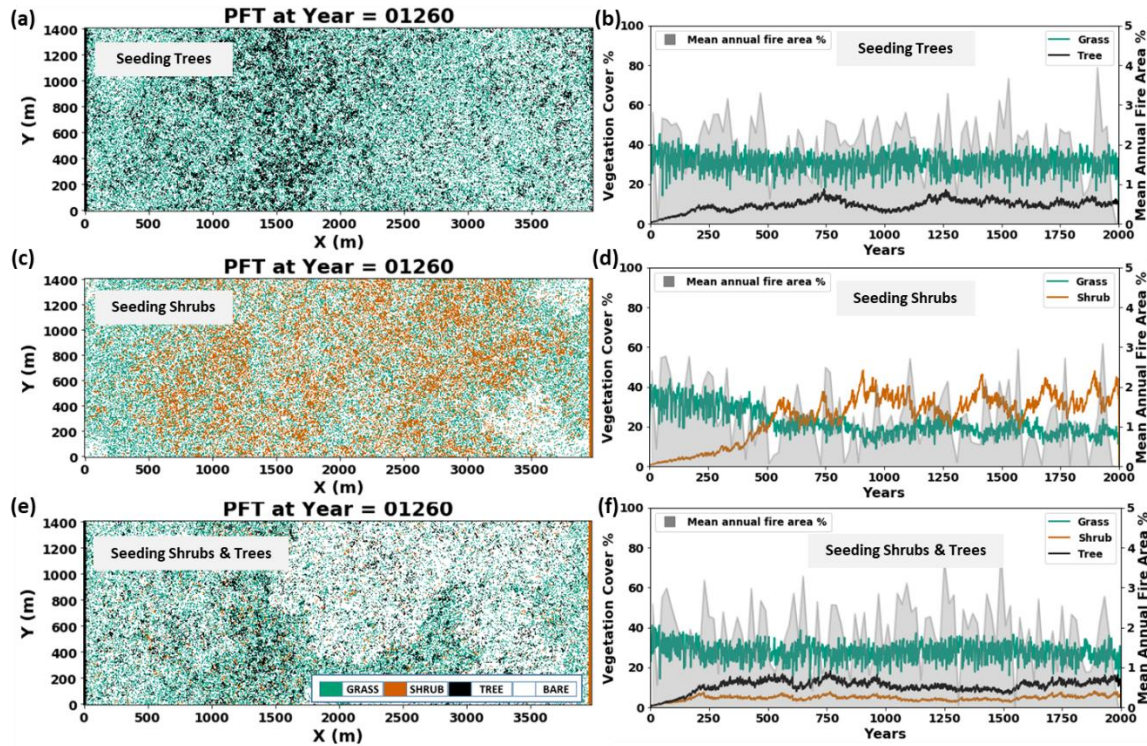 (a)
PFT at Year = 01260
Seeding Trees
Y (m)
1400
1200
1000
800
600
400
200
0
0 500 1000 1500 2000 2500 3000 3500
X (m)
(b)
Mean annual fire area %
Seeding Trees
Grass
Tree
Vegetation Cover %
100
80
60
40
20
0
Mean Annual Fire Area %
5
4
3
2
1
0
0 250 500 750 1000 1250 1500 1750 2000
Years
(c)
PFT at Year = 01260
Seeding Shrubs
Y (m)
1400
1200
1000
800
600
400
200
0
0 500 1000 1500 2000 2500 3000 3500
X (m)
(d)
Mean annual fire area %
Seeding Shrubs
Grass
Shrub
Vegetation Cover %
100
80
60
40
20
0
Mean Annual Fire Area %
5
4
3
2
1
0
0 250 500 750 1000 1250 1500 1750 2000
Years
(e)
PFT at Year = 01260
Seeding Shrubs & Trees
Y (m)
1400
1200
1000
800
600
400
200
0
GRASS SHRUB TREE BARE
0 500 1000 1500 2000 2500 3000 3500
X (m)
(f)
Mean annual fire area %
Seeding Shrubs & Trees
Grass
Shrub
Tree
Vegetation Cover %
100
80
60
40
20
0
Mean Annual Fire Area %
5
4
3
2
1
0
0 250 500 750 1000 1250 1500 1750 2000
Years